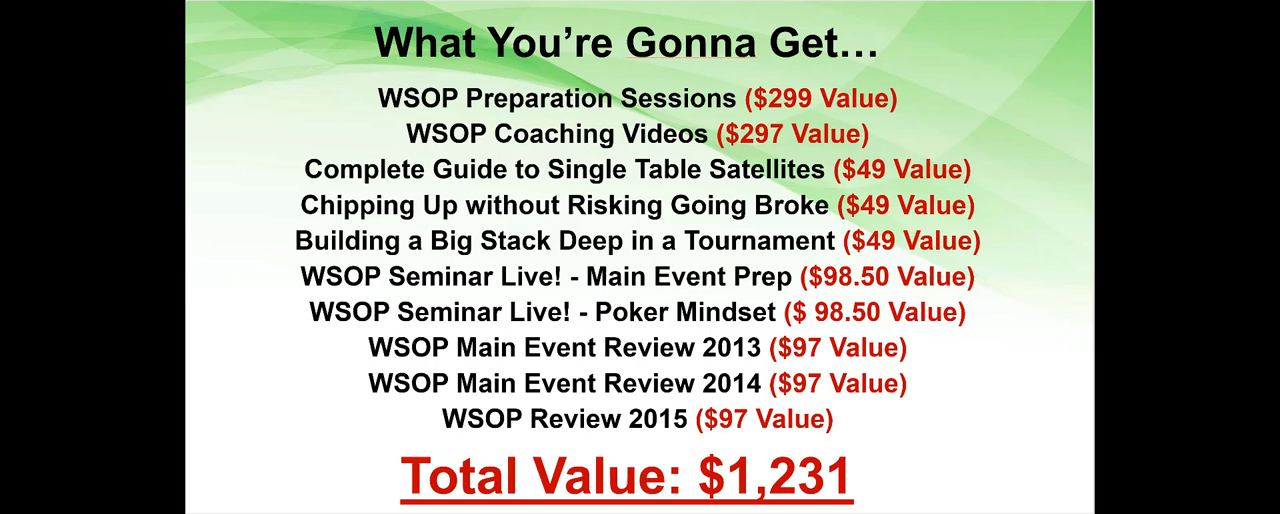 What You’re Gonna Get…
WSOP Preparation Sessions ($299 Value)
WSOP Coaching Videos ($297 Value)
Complete Guide to Single Table Satellites ($49 Value)
Chipping Up without Risking Going Broke ($49 Value)
Building a Big Stack Deep in a Tournament ($49 Value)
WSOP Seminar Live! - Main Event Prep ($98.50 Value)
WSOP Seminar Live! - Poker Mindset ($ 98.50 Value)
WSOP Main Event Review 2013 ($97 Value)
WSOP Main Event Review 2014 ($97 Value)
WSOP Review 2015 ($97 Value)
Total Value: $1,231